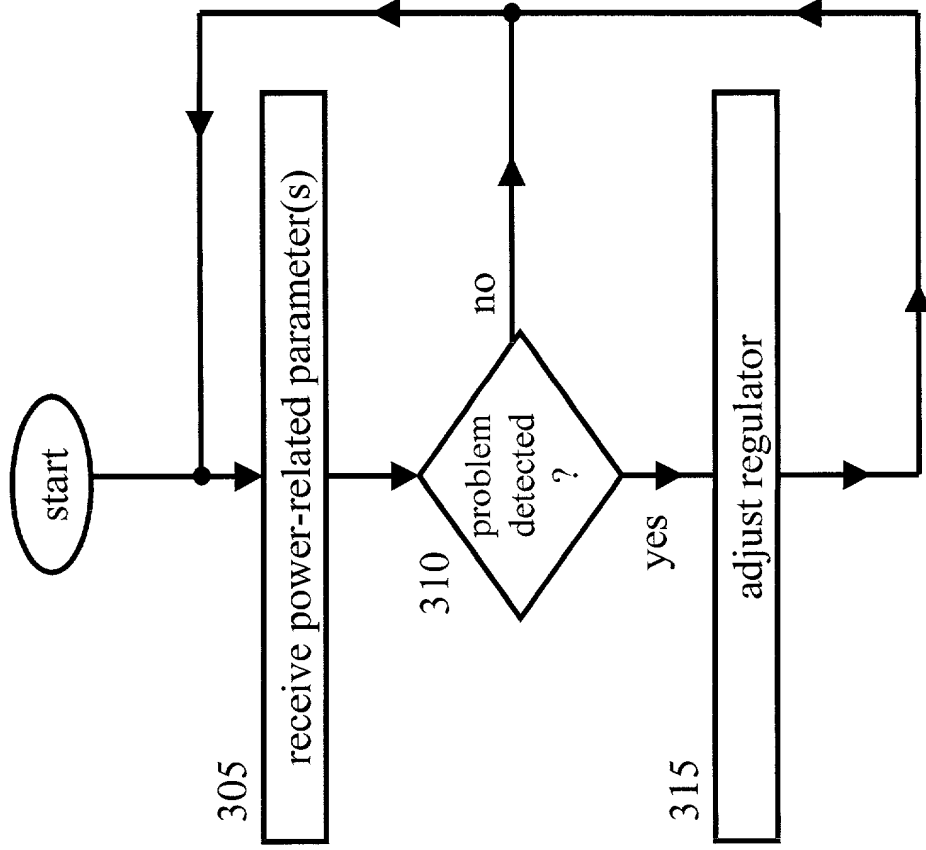 start
305
receive power-related parameter(s)
310
problem
detected
?
no
yes
315
adjust regulator